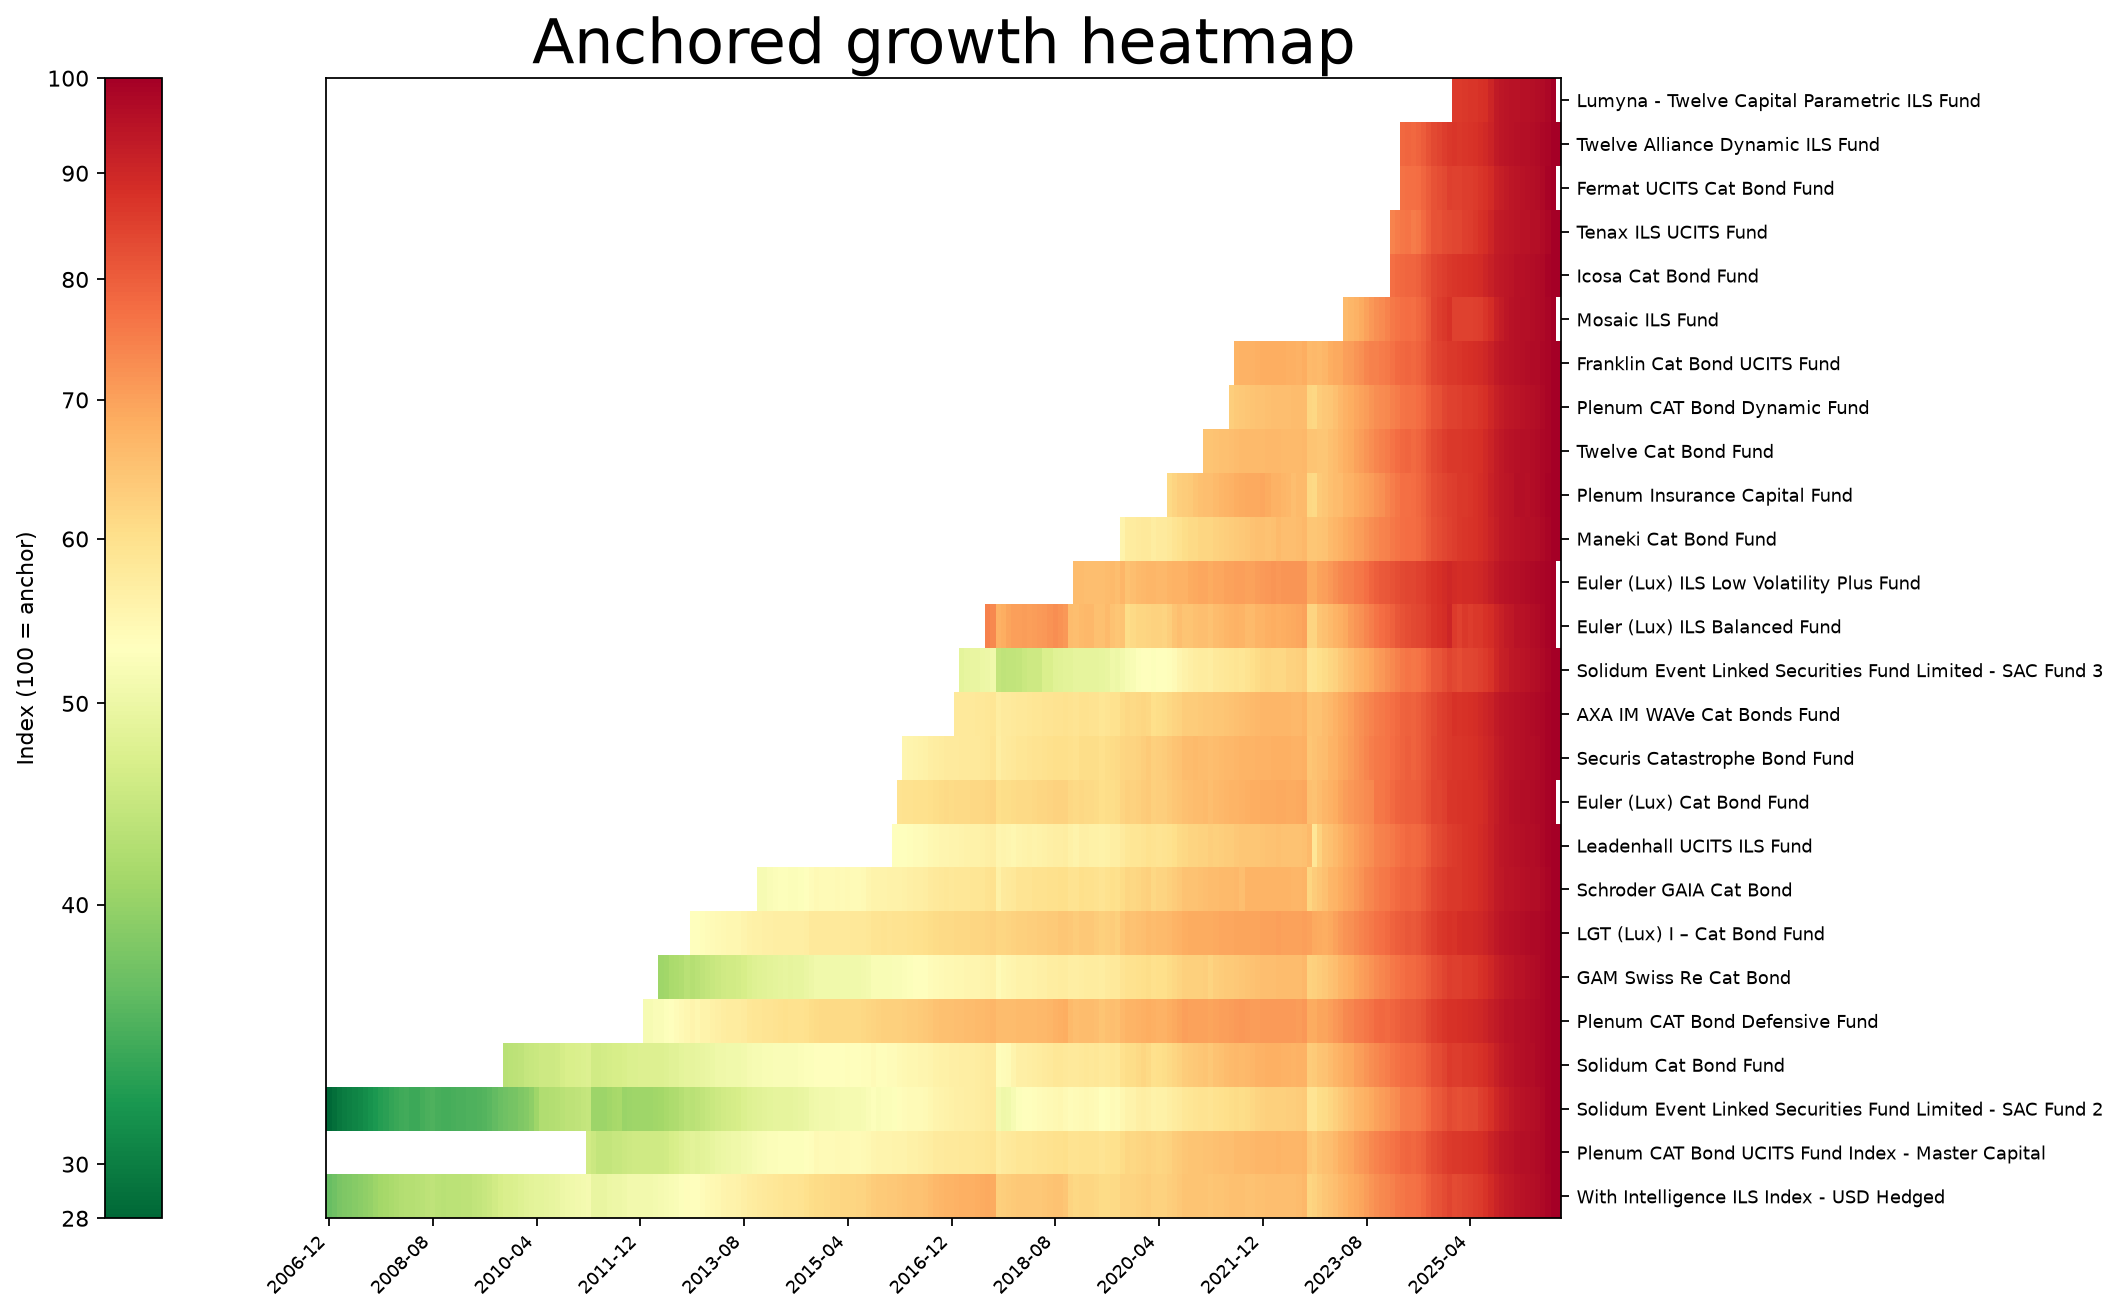 Anchored growth heatmap
Index (100 = anchor)
100
90
80
70
60
50
40
30
28
Lumyna - Twelve Capital Parametric ILS Fund
Twelve Alliance Dynamic ILS Fund
Fermat UCITS Cat Bond Fund
Tenax ILS UCITS Fund
Icosa Cat Bond Fund
Mosaic ILS Fund
Franklin Cat Bond UCITS Fund
Plenum CAT Bond Dynamic Fund
Twelve Cat Bond Fund
Plenum Insurance Capital Fund
Maneki Cat Bond Fund
Euler (Lux) ILS Low Volatility Plus Fund
Euler (Lux) ILS Balanced Fund
Solidum Event Linked Securities Fund Limited - SAC Fund 3
AXA IM WAVe Cat Bonds Fund
Securis Catastrophe Bond Fund
Euler (Lux) Cat Bond Fund
Leadenhall UCITS ILS Fund
Schroder GAIA Cat Bond
LGT (Lux) I – Cat Bond Fund
GAM Swiss Re Cat Bond
Plenum CAT Bond Defensive Fund
Solidum Cat Bond Fund
Solidum Event Linked Securities Fund Limited - SAC Fund 2
Plenum CAT Bond UCITS Fund Index - Master Capital
With Intelligence ILS Index - USD Hedged
2006-12
2008-08
2010-04
2011-12
2013-08
2015-04
2016-12
2018-08
2020-04
2021-12
2023-08
2025-04